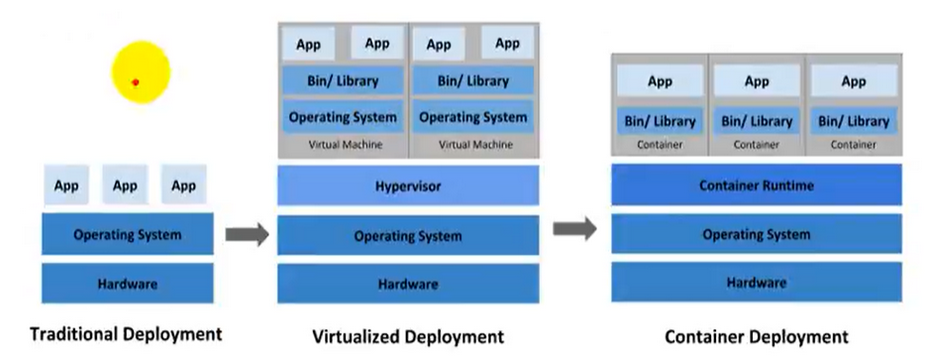 App App App
Operating System
Hardware
Traditional Deployment
App App App App
Bin/ Library Bin/ Library
Operating System Operating System
Virtual Machine Virtual Machine
Hypervisor
Operating System
Hardware
Virtualized Deployment
App App App
Bin/ Library Bin/ Library Bin/ Library
Container Container Container
Container Runtime
Operating System
Hardware
Container Deployment